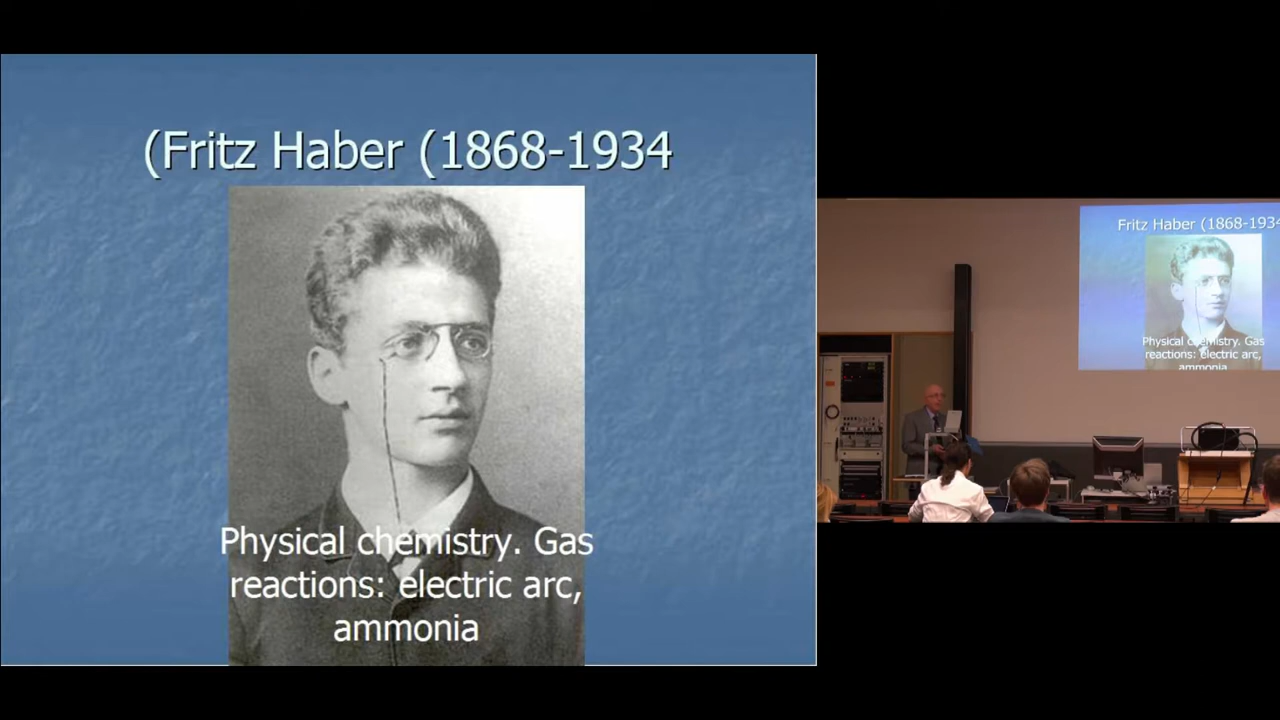 (Fritz Haber (1868-1934
Physical chemistry. Gas
reactions: electric arc,
ammonia
Fritz Haber (1868-1934
Physical chemistry. Gas
reactions: electric arc,
ammonia